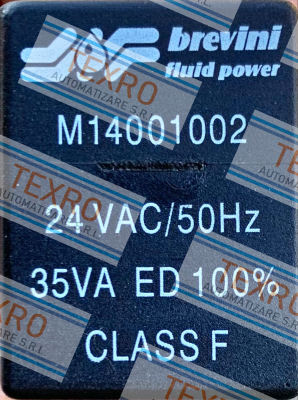 brevini
fluid power
M14001002
24 VAC/50Hz
35VA ED 100%
CLASS F
TEXRO
AUTOMATIZARE S.R.L.
TEXRO
AUTOMATIZARE S.R.L.
TEXRO
AUTOMATIZARE S.R.L.